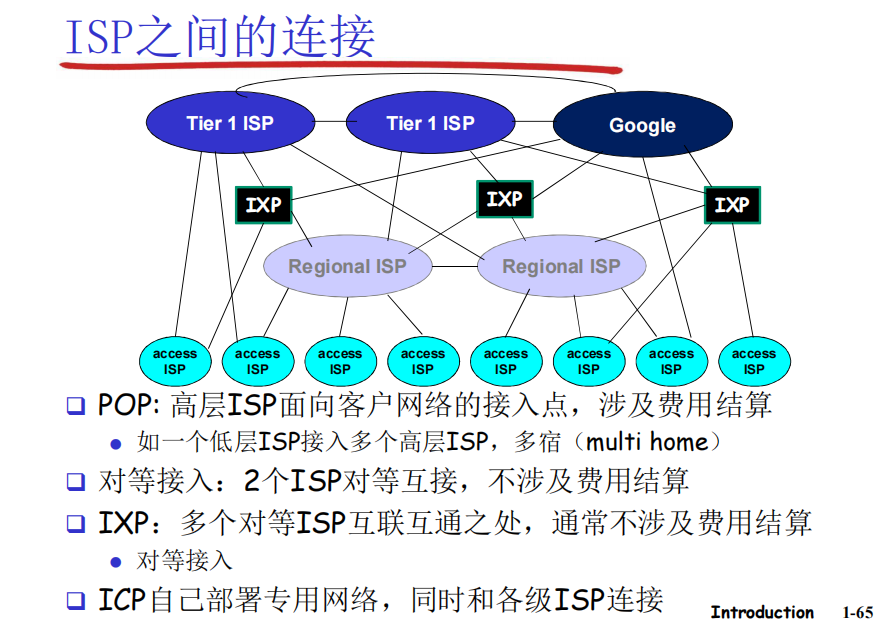 ISP之间的连接
Tier 1 ISP
Tier 1 ISP
Google
IXP
IXP
IXP
Regional ISP
Regional ISP
access
ISP
access
ISP
access
ISP
access
ISP
access
ISP
access
ISP
access
ISP
access
ISP
POP: 高层ISP面向客户网络的接入点，涉及费用结算
如一个低层ISP接入多个高层ISP，多宿（multi home）
对等接入：2个ISP对等互接，不涉及费用结算
IXP：多个对等ISP互联互通之处，通常不涉及费用结算
对等接入
ICP自己部署专用网络，同时和各级ISP连接
Introduction 1-65